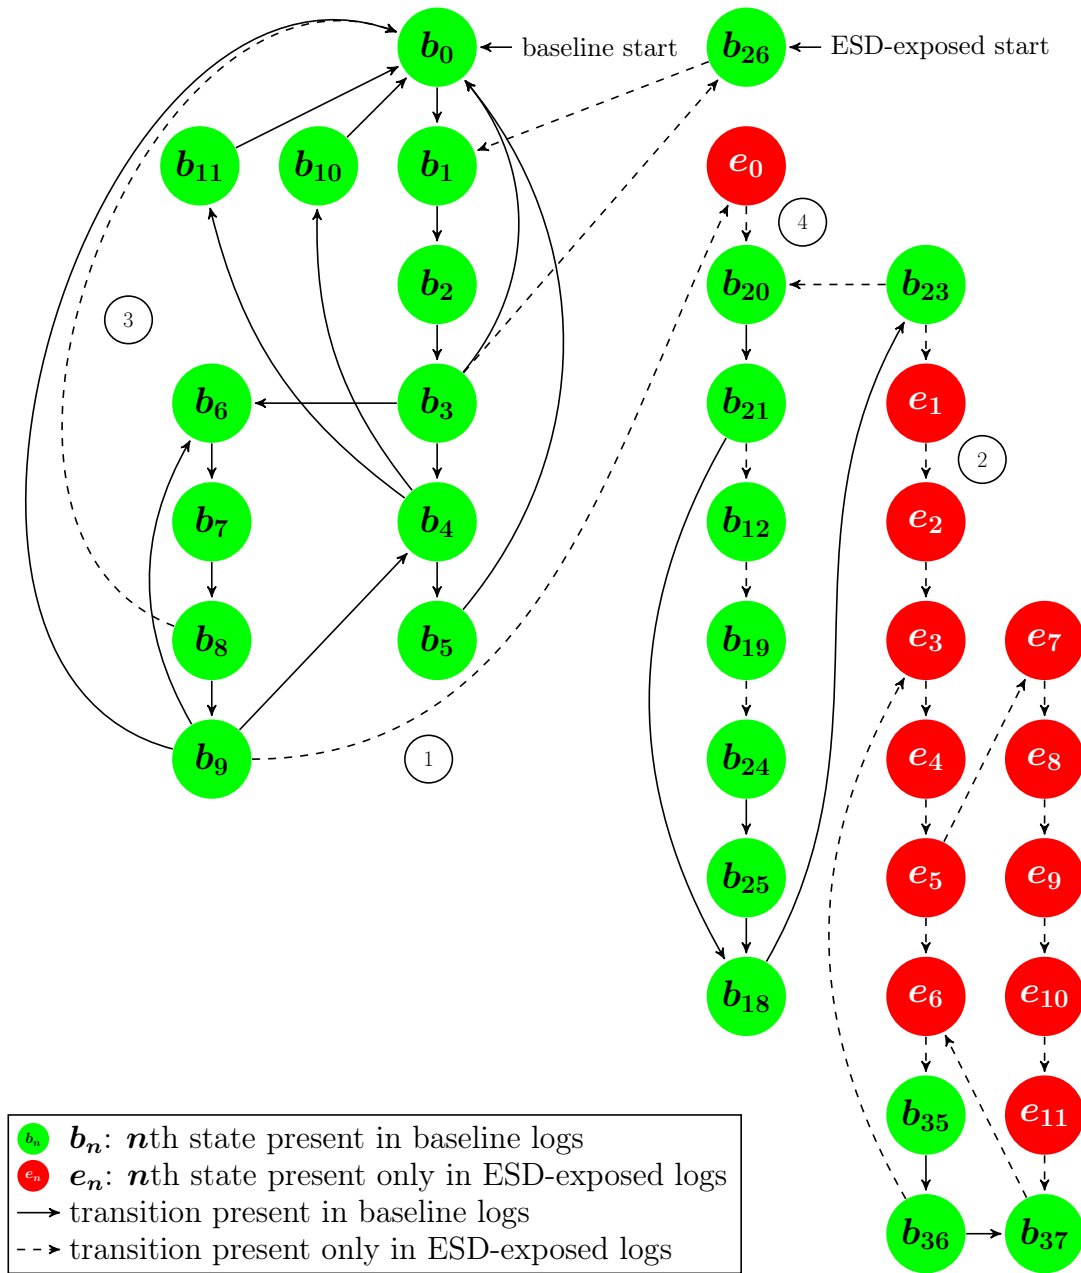 b0 baseline start b26 ESD-exposed start
b11 b10 b1 e0
4
b2 b20 b23
3
b6 b3 b21 e1
2
b7 b4 b12 e2
b8 b5 b19 e3 e7
b9 1 b24 e4 e8
b25 e5 e9
b18 e6 e10
b35 e11
bn bn: nth state present in baseline logs
en en: nth state present only in ESD-exposed logs
transition present in baseline logs
b36 b37
transition present only in ESD-exposed logs